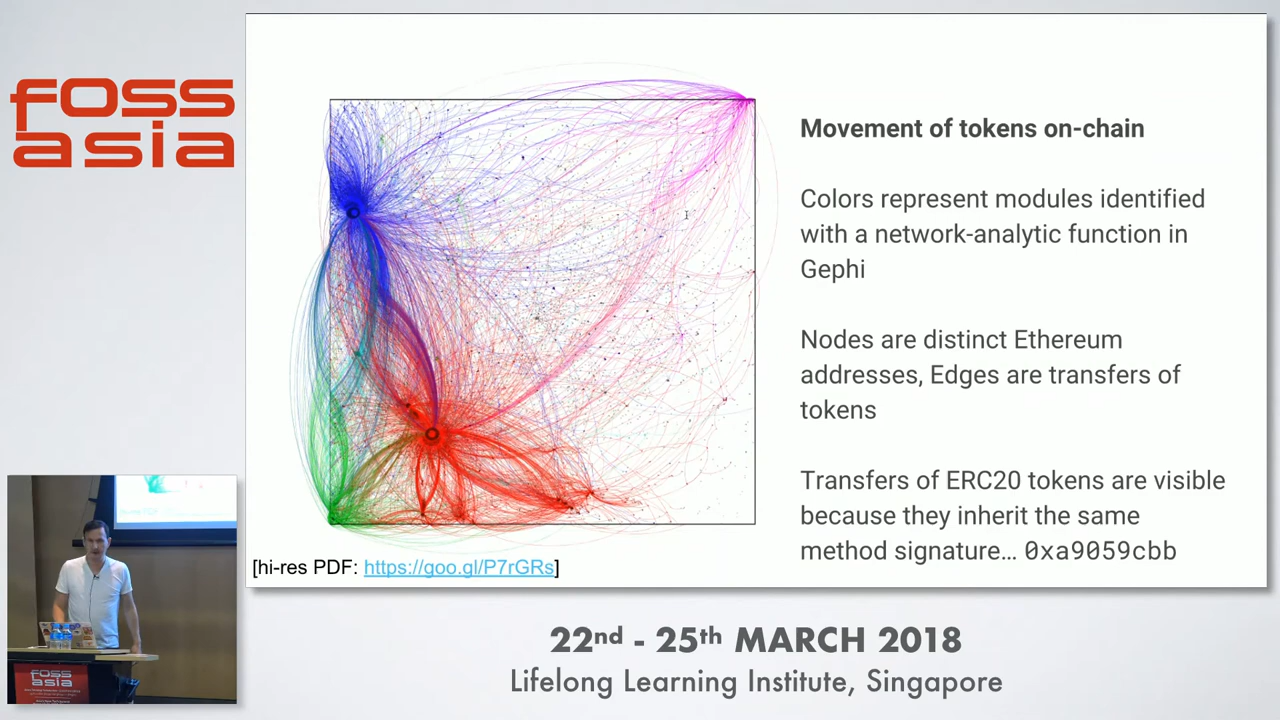 foss
asia
Movement of tokens on-chain
Colors represent modules identified
with a network-analytic function in
Gephi
Nodes are distinct Ethereum
addresses, Edges are transfers of
tokens
Transfers of ERC20 tokens are visible
because they inherit the same
method signature… 0xa9059cbb
[hi-res PDF: https://goo.gl/P7rGRs]
foss
asia
22nd - 25th MARCH 2018
Lifelong Learning Institute, Singapore